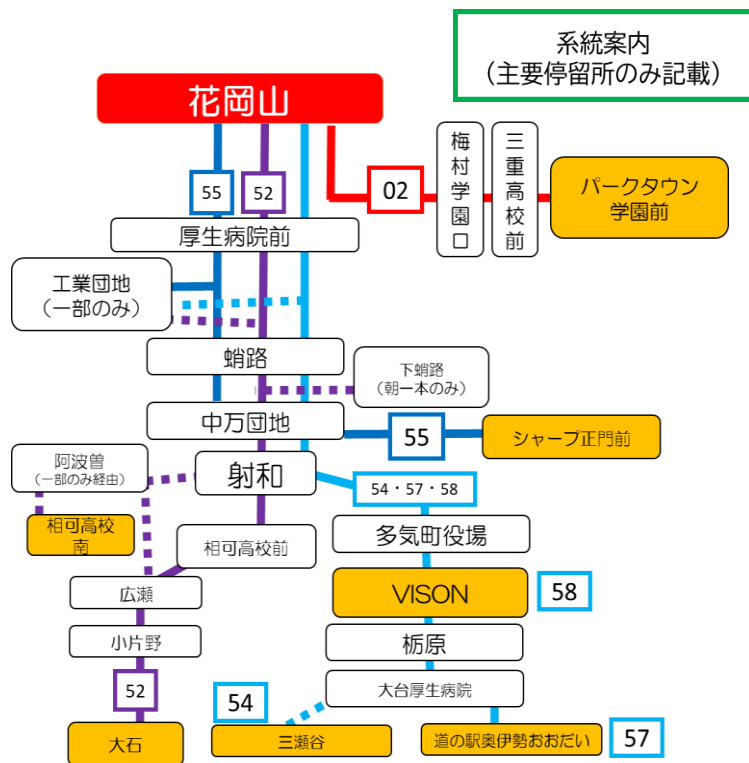 系統案内
（主要停留所のみ記載）
花岡山
55
52
02
梅村学園口
三重高校前
パークタウン
学園前
厚生病院前
工業団地
（一部のみ）
蛸路
下蛸路
（朝一本のみ）
中万団地
55
シャープ正門前
阿波曽
（一部のみ経由）
射和
54・57・58
相可高校
南
相可高校前
多気町役場
広瀬
VISON
58
小片野
栃原
52
大台厚生病院
54
大石
三瀬谷
道の駅奥伊勢おおだい
57